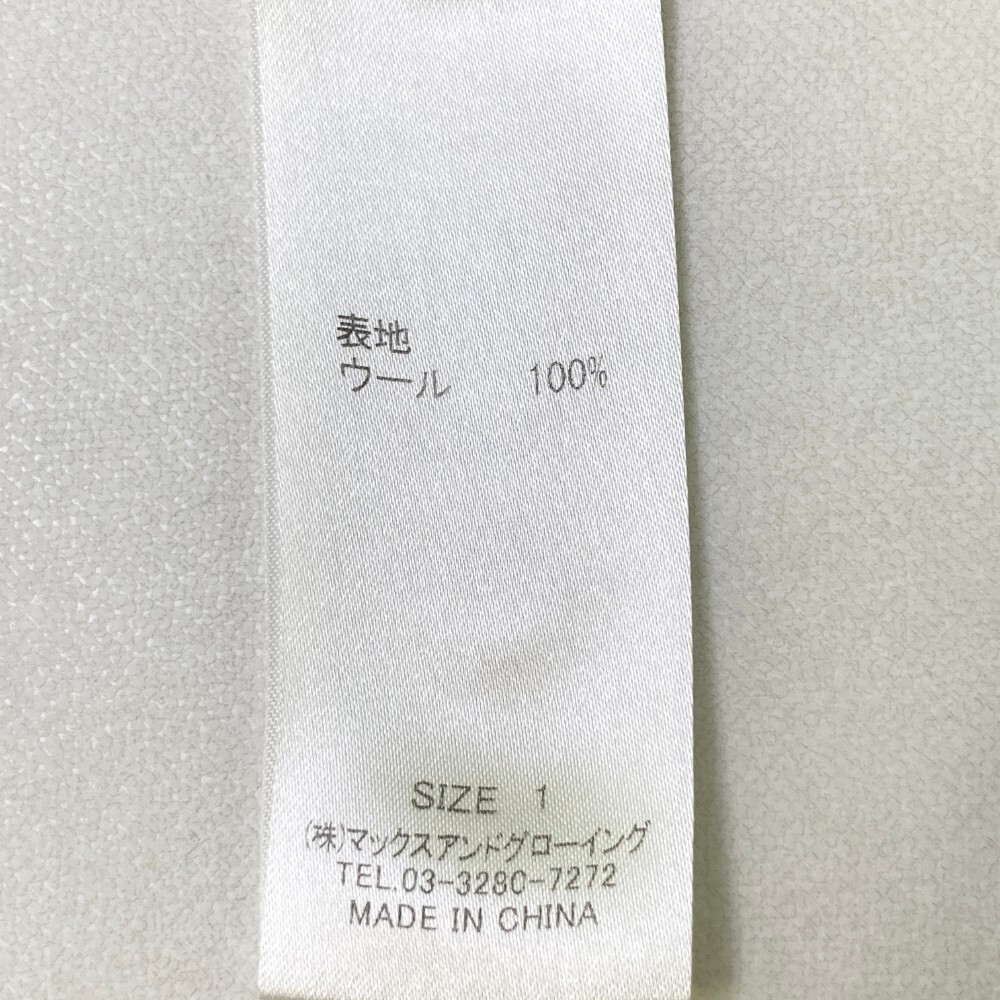 表地
ウール 100%
SIZE 1
(株)マックスアンドグローイング
TEL.03-3280-7272
MADE IN CHINA